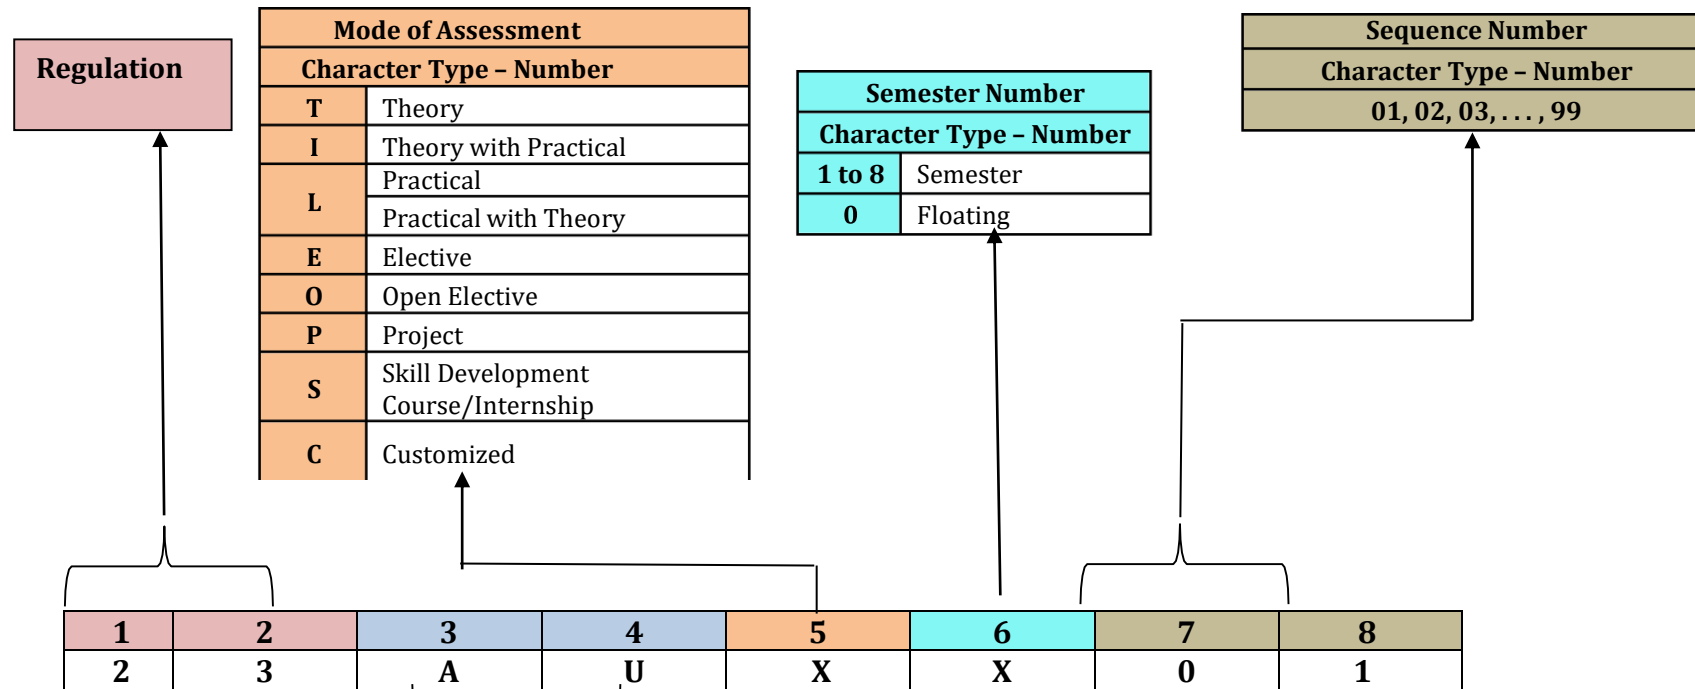 Regulation
Mode of Assessment
Character Type – Number
T Theory
I Theory with Practical
L Practical
Practical with Theory
E Elective
O Open Elective
P Project
S Skill Development
Course/Internship
C Customized
Semester Number
Character Type – Number
1 to 8 Semester
0 Floating
Sequence Number
Character Type – Number
01, 02, 03, . . . , 99
1 2 3 4 5 6 7 8
2 3 A U X X 0 1